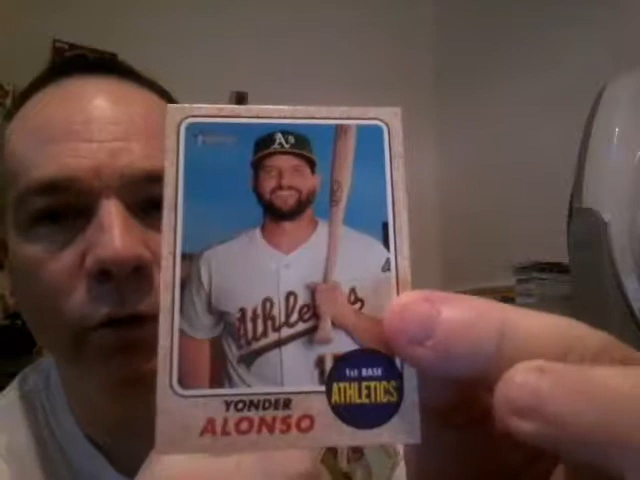 A's
Athletics
1st BASE
ATHLETICS
YONDER
ALONSO